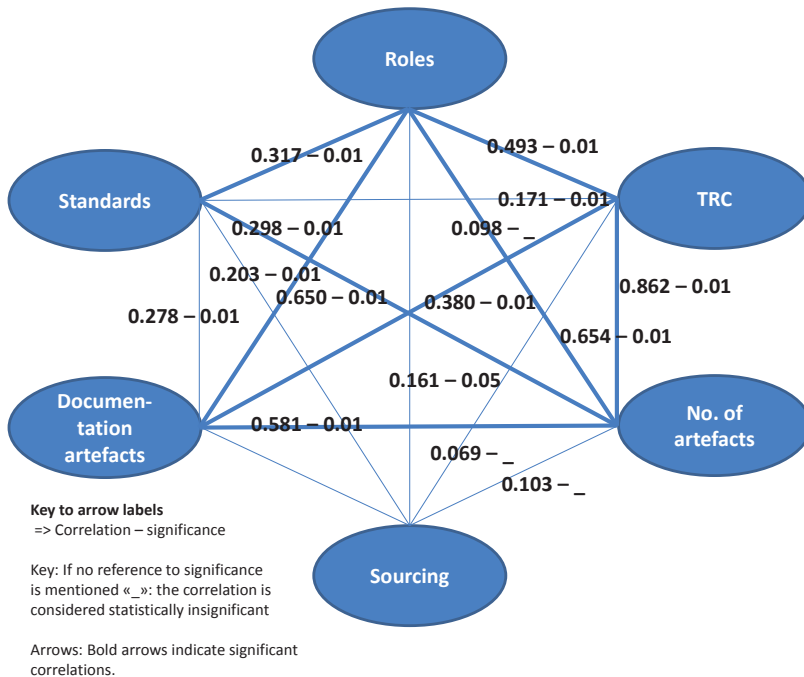 Roles
0.317 – 0.01
0.493 – 0.01
Standards
0.171 – 0.01
TRC
0.298 – 0.01
0.098 – _
0.203 – 0.01
0.650 – 0.01
0.380 – 0.01
0.862 – 0.01
0.278 – 0.01
0.654 – 0.01
0.161 – 0.05
Documen-
tation
artefacts
0.581 – 0.01
No. of
artefacts
0.069 – _
0.103 – _
Sourcing
Key to arrow labels
=> Correlation – significance
Key: If no reference to significance
is mentioned «_»: the correlation is
considered statistically insignificant
Arrows: Bold arrows indicate significant
correlations.